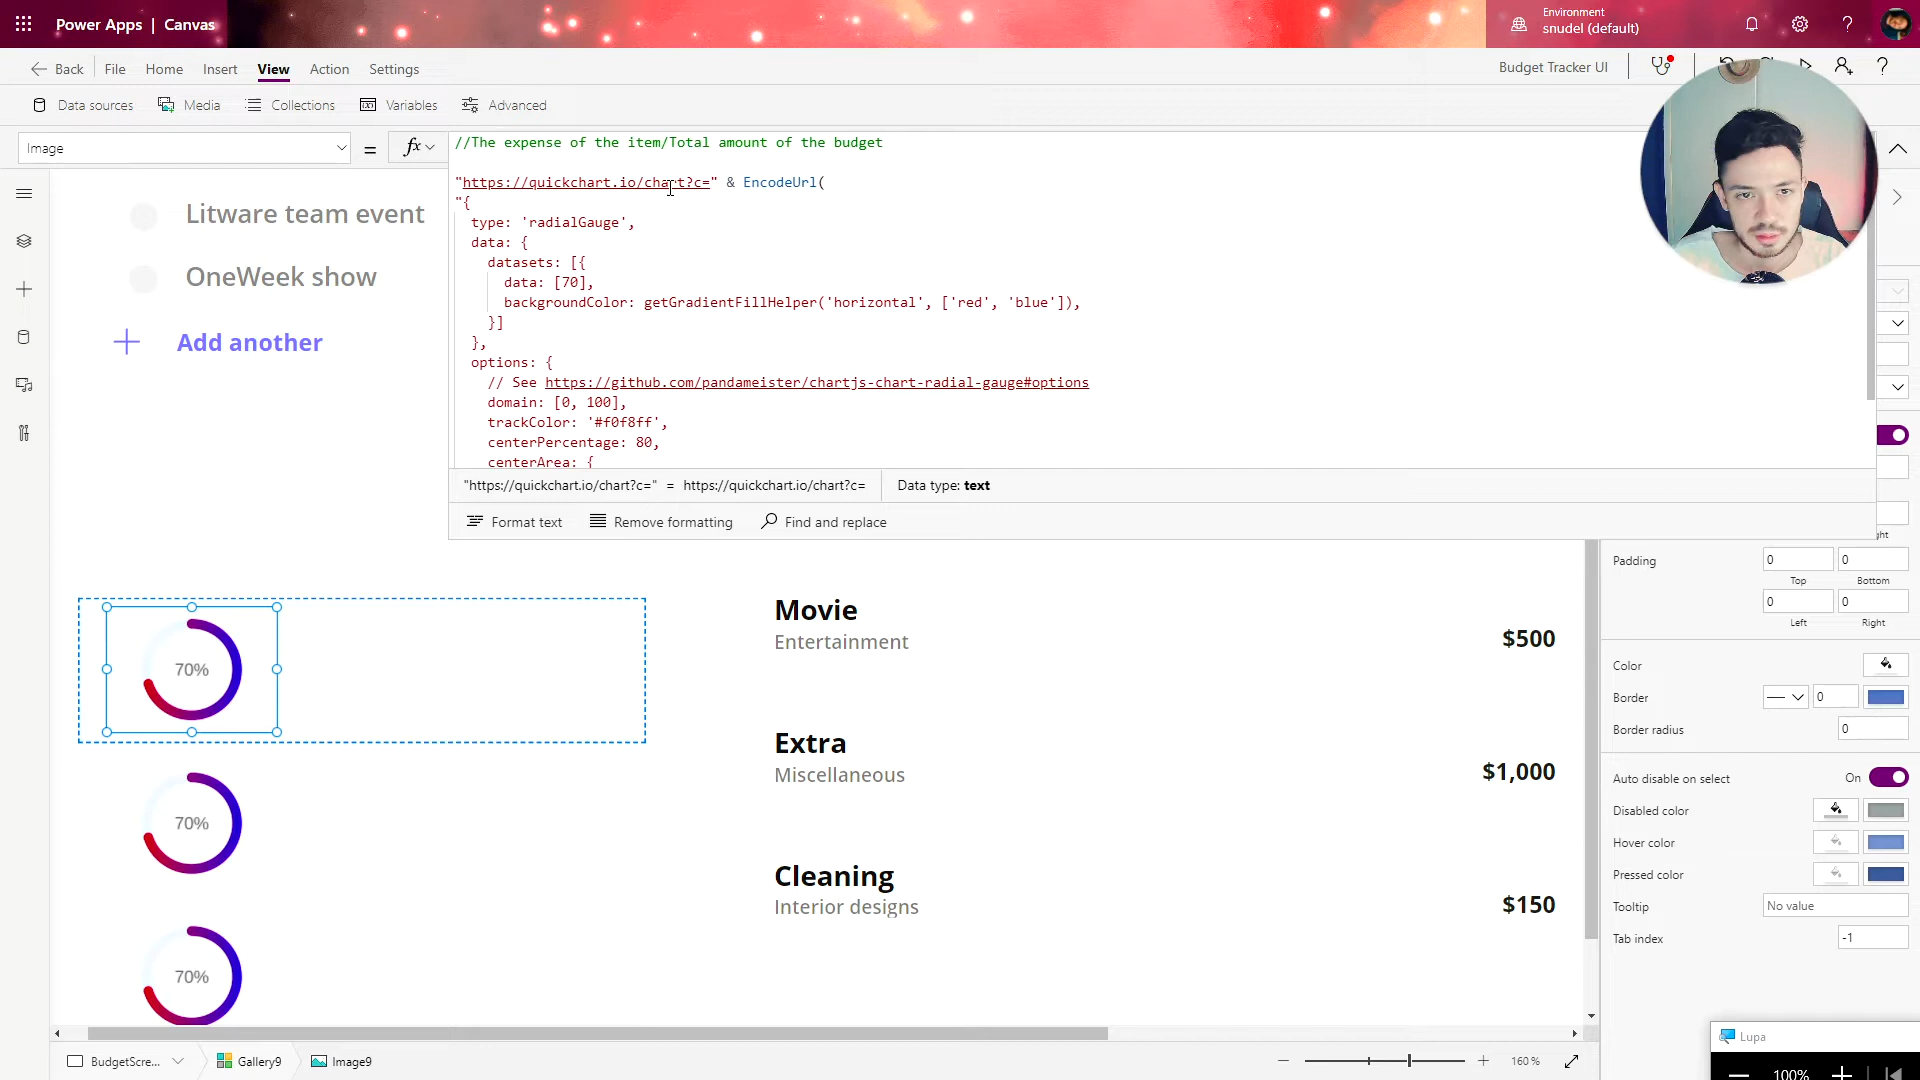 Power Apps | Canvas
Environment
snudel (default)
Back
File
Home
Insert
View
Action
Settings
Budget Tracker UI
Data sources
Media
Collections
Variables
Advanced
Image
=
fx
//The expense of the item/Total amount of the budget
"https://quickchart.io/chart?c=" & EncodeUrl(
"{
type: 'radialGauge',
data: {
datasets: [{
data: [70],
backgroundColor: getGradientFillHelper('horizontal', ['red', 'blue']),
}]
},
options: {
// See https://github.com/pandameister/chartjs-chart-radial-gauge#options
domain: [0, 100],
trackColor: '#f0f8ff',
centerPercentage: 80,
centerArea: {
"https://quickchart.io/chart?c=" = https://quickchart.io/chart?c=
Data type: text
Format text
Remove formatting
Find and replace
Litware team event
OneWeek show
+ Add another
70%
70%
70%
Movie
Entertainment
$500
Extra
Miscellaneous
$1,000
Cleaning
Interior designs
$150
Padding
0
0
Top
Bottom
0
0
Left
Right
Color
Border
0
Border radius
0
Auto disable on select
On
Disabled color
Hover color
Pressed color
Tooltip
No value
Tab index
-1
BudgetScre...
Gallery9
Image9
160 %
Lupa
100%